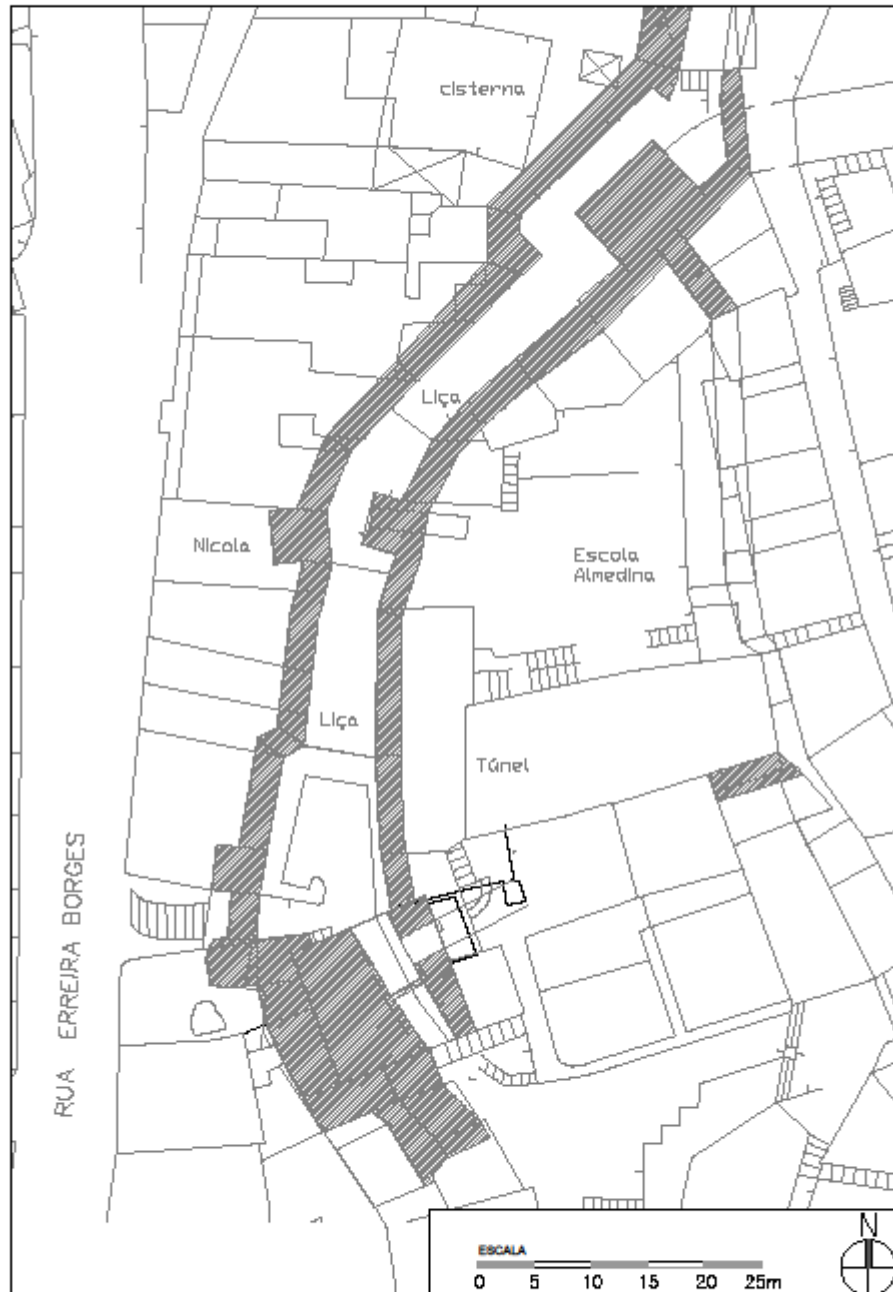 cisterna
Liça
Nicola
Escola
Almedina
Liça
Túnel
RUA ERREIRA BORGES
N
ESCALA
0 5 10 15 20 25m